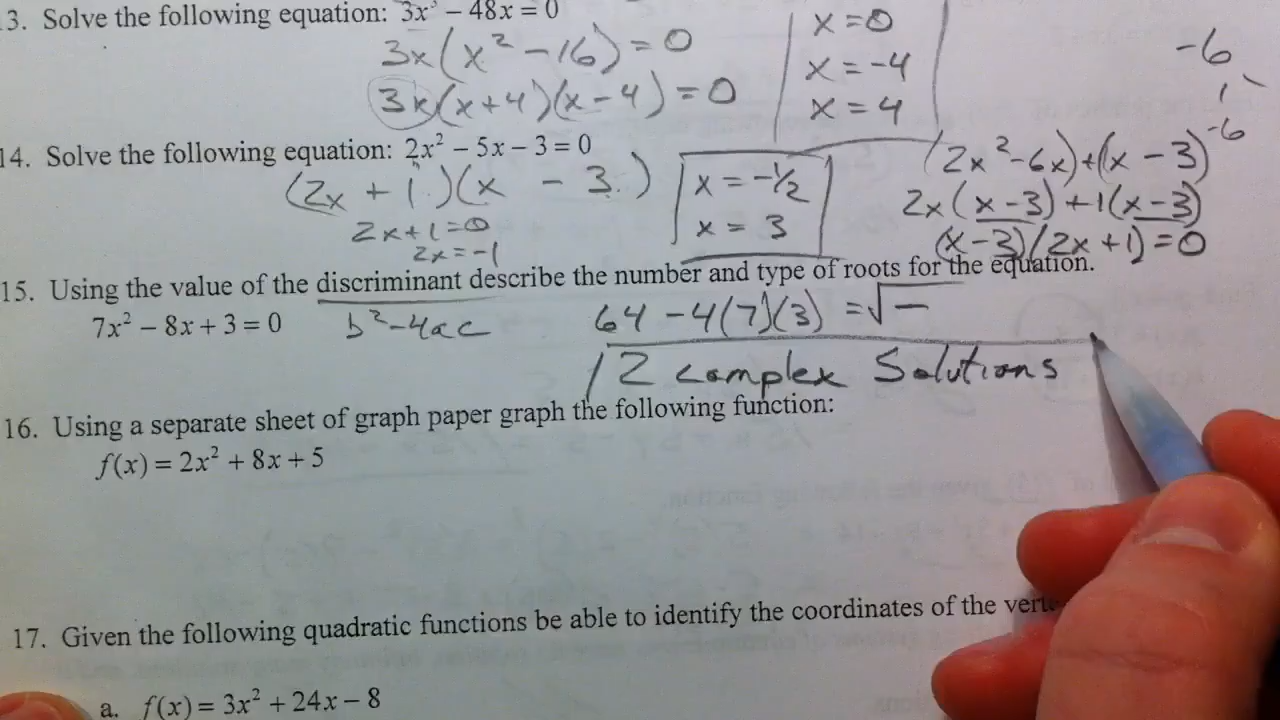 3. Solve the following equation: 3x³ – 48x = 0
3x(x² - 16) = 0
3x(x+4)(x-4) = 0
x = 0
x = -4
x = 4
-6
1
-6
14. Solve the following equation: 2x² – 5x – 3 = 0
(2x + 1)(x - 3)
2x+1=0
2x=-1
x = -1/2
x = 3
(2x²-6x)+(x-3)
2x(x-3)+1(x-3)
(x-3)(2x+1)=0
15. Using the value of the discriminant describe the number and type of roots for the equation.
7x² – 8x + 3 = 0
b²-4ac
64 - 4(7)(3) = √-
2 complex Solutions
16. Using a separate sheet of graph paper graph the following function:
f(x) = 2x² + 8x + 5
17. Given the following quadratic functions be able to identify the coordinates of the verte
a. f(x) = 3x² + 24x – 8